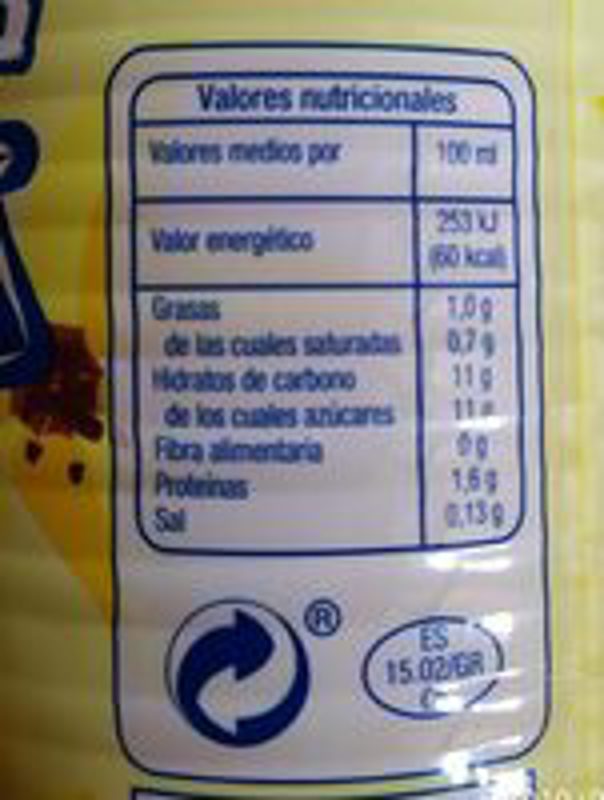 Valores nutricionales
Valores medios por 100 ml
Valor energético 253 kJ
(60 kcal)
Grasas 1,0 g
de las cuales saturadas 0,7 g
Hidratos de carbono 11 g
de los cuales azúcares 11 g
Fibra alimentaria 0 g
Proteínas 1,6 g
Sal 0,13 g
®
ES
15.02/GR